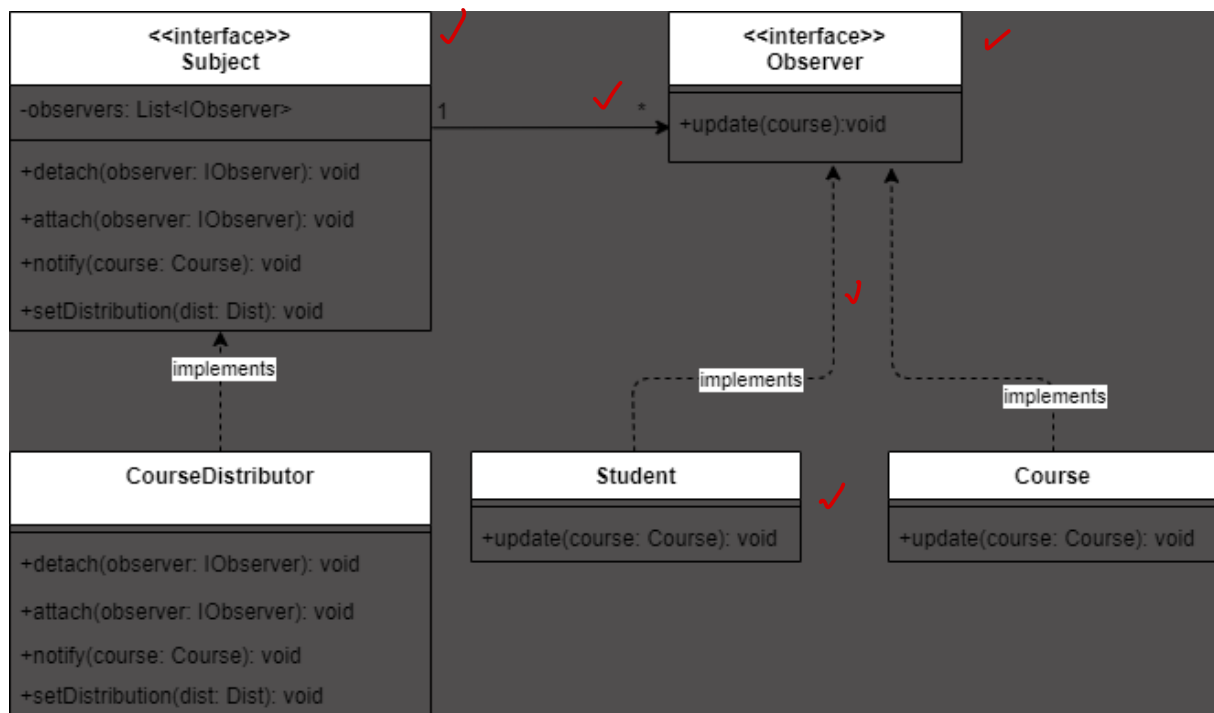 <<interface>>
Subject
-observers: List<IObserver>
+detach(observer: IObserver): void
+attach(observer: IObserver): void
+notify(course: Course): void
+setDistribution(dist: Dist): void
1
*
<<interface>>
Observer
+update(course):void
implements
implements
implements
CourseDistributor
+detach(observer: IObserver): void
+attach(observer: IObserver): void
+notify(course: Course): void
+setDistribution(dist: Dist): void
Student
+update(course: Course): void
Course
+update(course: Course): void